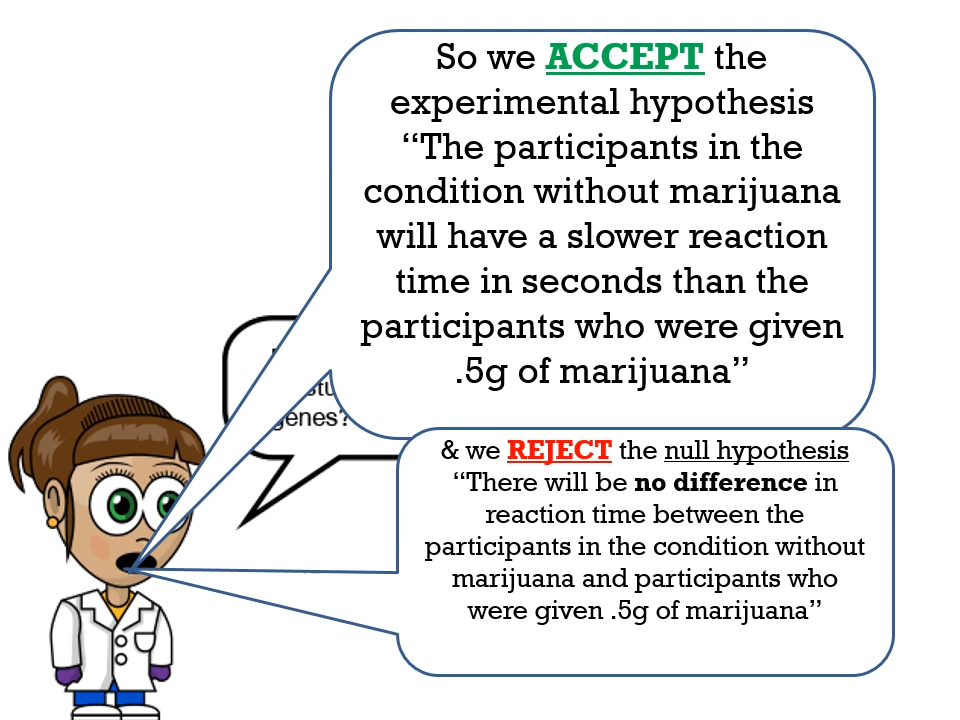 So we ACCEPT the
experimental hypothesis
“The participants in the
condition without marijuana
will have a slower reaction
time in seconds than the
participants who were given
.5g of marijuana”
genes?
& we REJECT the null hypothesis
“There will be no difference in
reaction time between the
participants in the condition without
marijuana and participants who
were given .5g of marijuana”